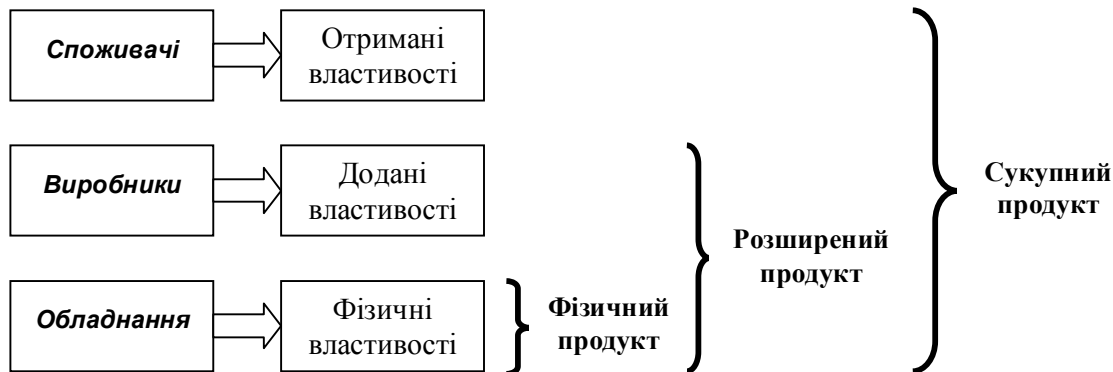 Споживачі
Отримані
властивості
Виробники
Додані
властивості
Обладнання
Фізичні
властивості
Фізичний
продукт
Розширений
продукт
Сукупний
продукт